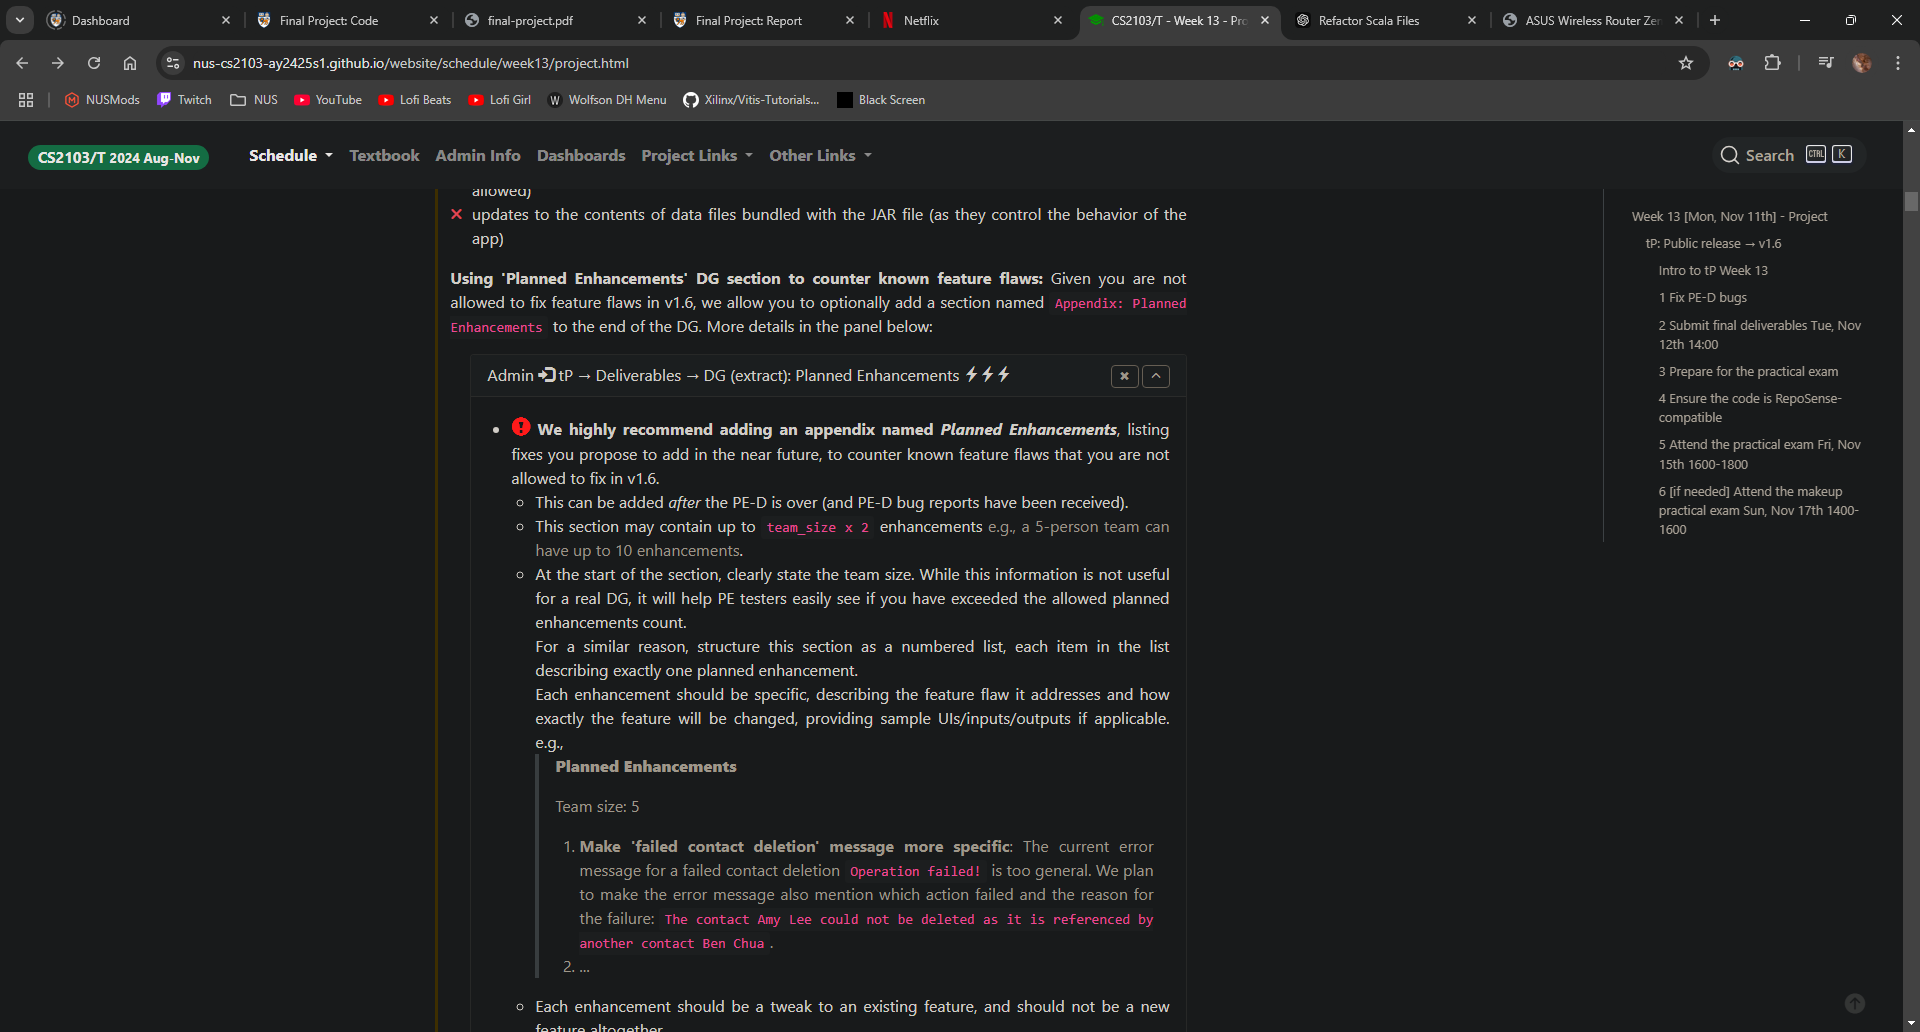 Dashboard
Final Project: Code
final-project.pdf
Final Project: Report
Netflix
CS2103/T - Week 13 - Pro
Refactor Scala Files
ASUS Wireless Router Zen
nus-cs2103-ay2425s1.github.io/website/schedule/week13/project.html
NUSMods
Twitch
NUS
YouTube
Lofi Beats
Lofi Girl
W Wolfson DH Menu
Xilinx/Vitis-Tutorials...
Black Screen
CS2103/T 2024 Aug-Nov
Schedule
Textbook
Admin Info
Dashboards
Project Links
Other Links
Search CTRL K
allowed)
updates to the contents of data files bundled with the JAR file (as they control the behavior of the
app)
Using 'Planned Enhancements' DG section to counter known feature flaws: Given you are not
allowed to fix feature flaws in v1.6, we allow you to optionally add a section named Appendix: Planned
Enhancements to the end of the DG. More details in the panel below:
Admin tP → Deliverables → DG (extract): Planned Enhancements
We highly recommend adding an appendix named Planned Enhancements, listing
fixes you propose to add in the near future, to counter known feature flaws that you are not
allowed to fix in v1.6.
This can be added after the PE-D is over (and PE-D bug reports have been received).
This section may contain up to team_size x 2 enhancements e.g., a 5-person team can
have up to 10 enhancements.
At the start of the section, clearly state the team size. While this information is not useful
for a real DG, it will help PE testers easily see if you have exceeded the allowed planned
enhancements count.
For a similar reason, structure this section as a numbered list, each item in the list
describing exactly one planned enhancement.
Each enhancement should be specific, describing the feature flaw it addresses and how
exactly the feature will be changed, providing sample UIs/inputs/outputs if applicable.
e.g.,
Planned Enhancements
Team size: 5
1. Make 'failed contact deletion' message more specific: The current error
message for a failed contact deletion Operation failed! is too general. We plan
to make the error message also mention which action failed and the reason for
the failure: The contact Amy Lee could not be deleted as it is referenced by
another contact Ben Chua.
2. ...
Each enhancement should be a tweak to an existing feature, and should not be a new
feature altogether
Week 13 [Mon, Nov 11th] - Project
tP: Public release → v1.6
Intro to tP Week 13
1 Fix PE-D bugs
2 Submit final deliverables Tue, Nov
12th 14:00
3 Prepare for the practical exam
4 Ensure the code is RepoSense-
compatible
5 Attend the practical exam Fri, Nov
15th 1600-1800
6 [if needed] Attend the makeup
practical exam Sun, Nov 17th 1400-
1600